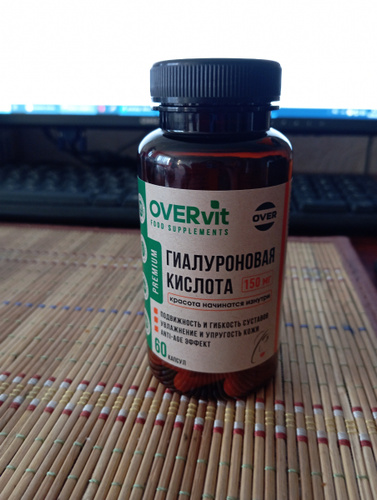 OVERvit
FOOD SUPPLEMENTS
OVER
PREMIUM
ГИАЛУРОНОВАЯ
КИСЛОТА 150 мг
красота начинается изнутри
ПОДВИЖНОСТЬ И ГИБКОСТЬ СУСТАВОВ
УВЛАЖНЕНИЕ И УПРУГОСТЬ КОЖИ
ANTI-AGE ЭФФЕКТ
60 КАПСУЛ